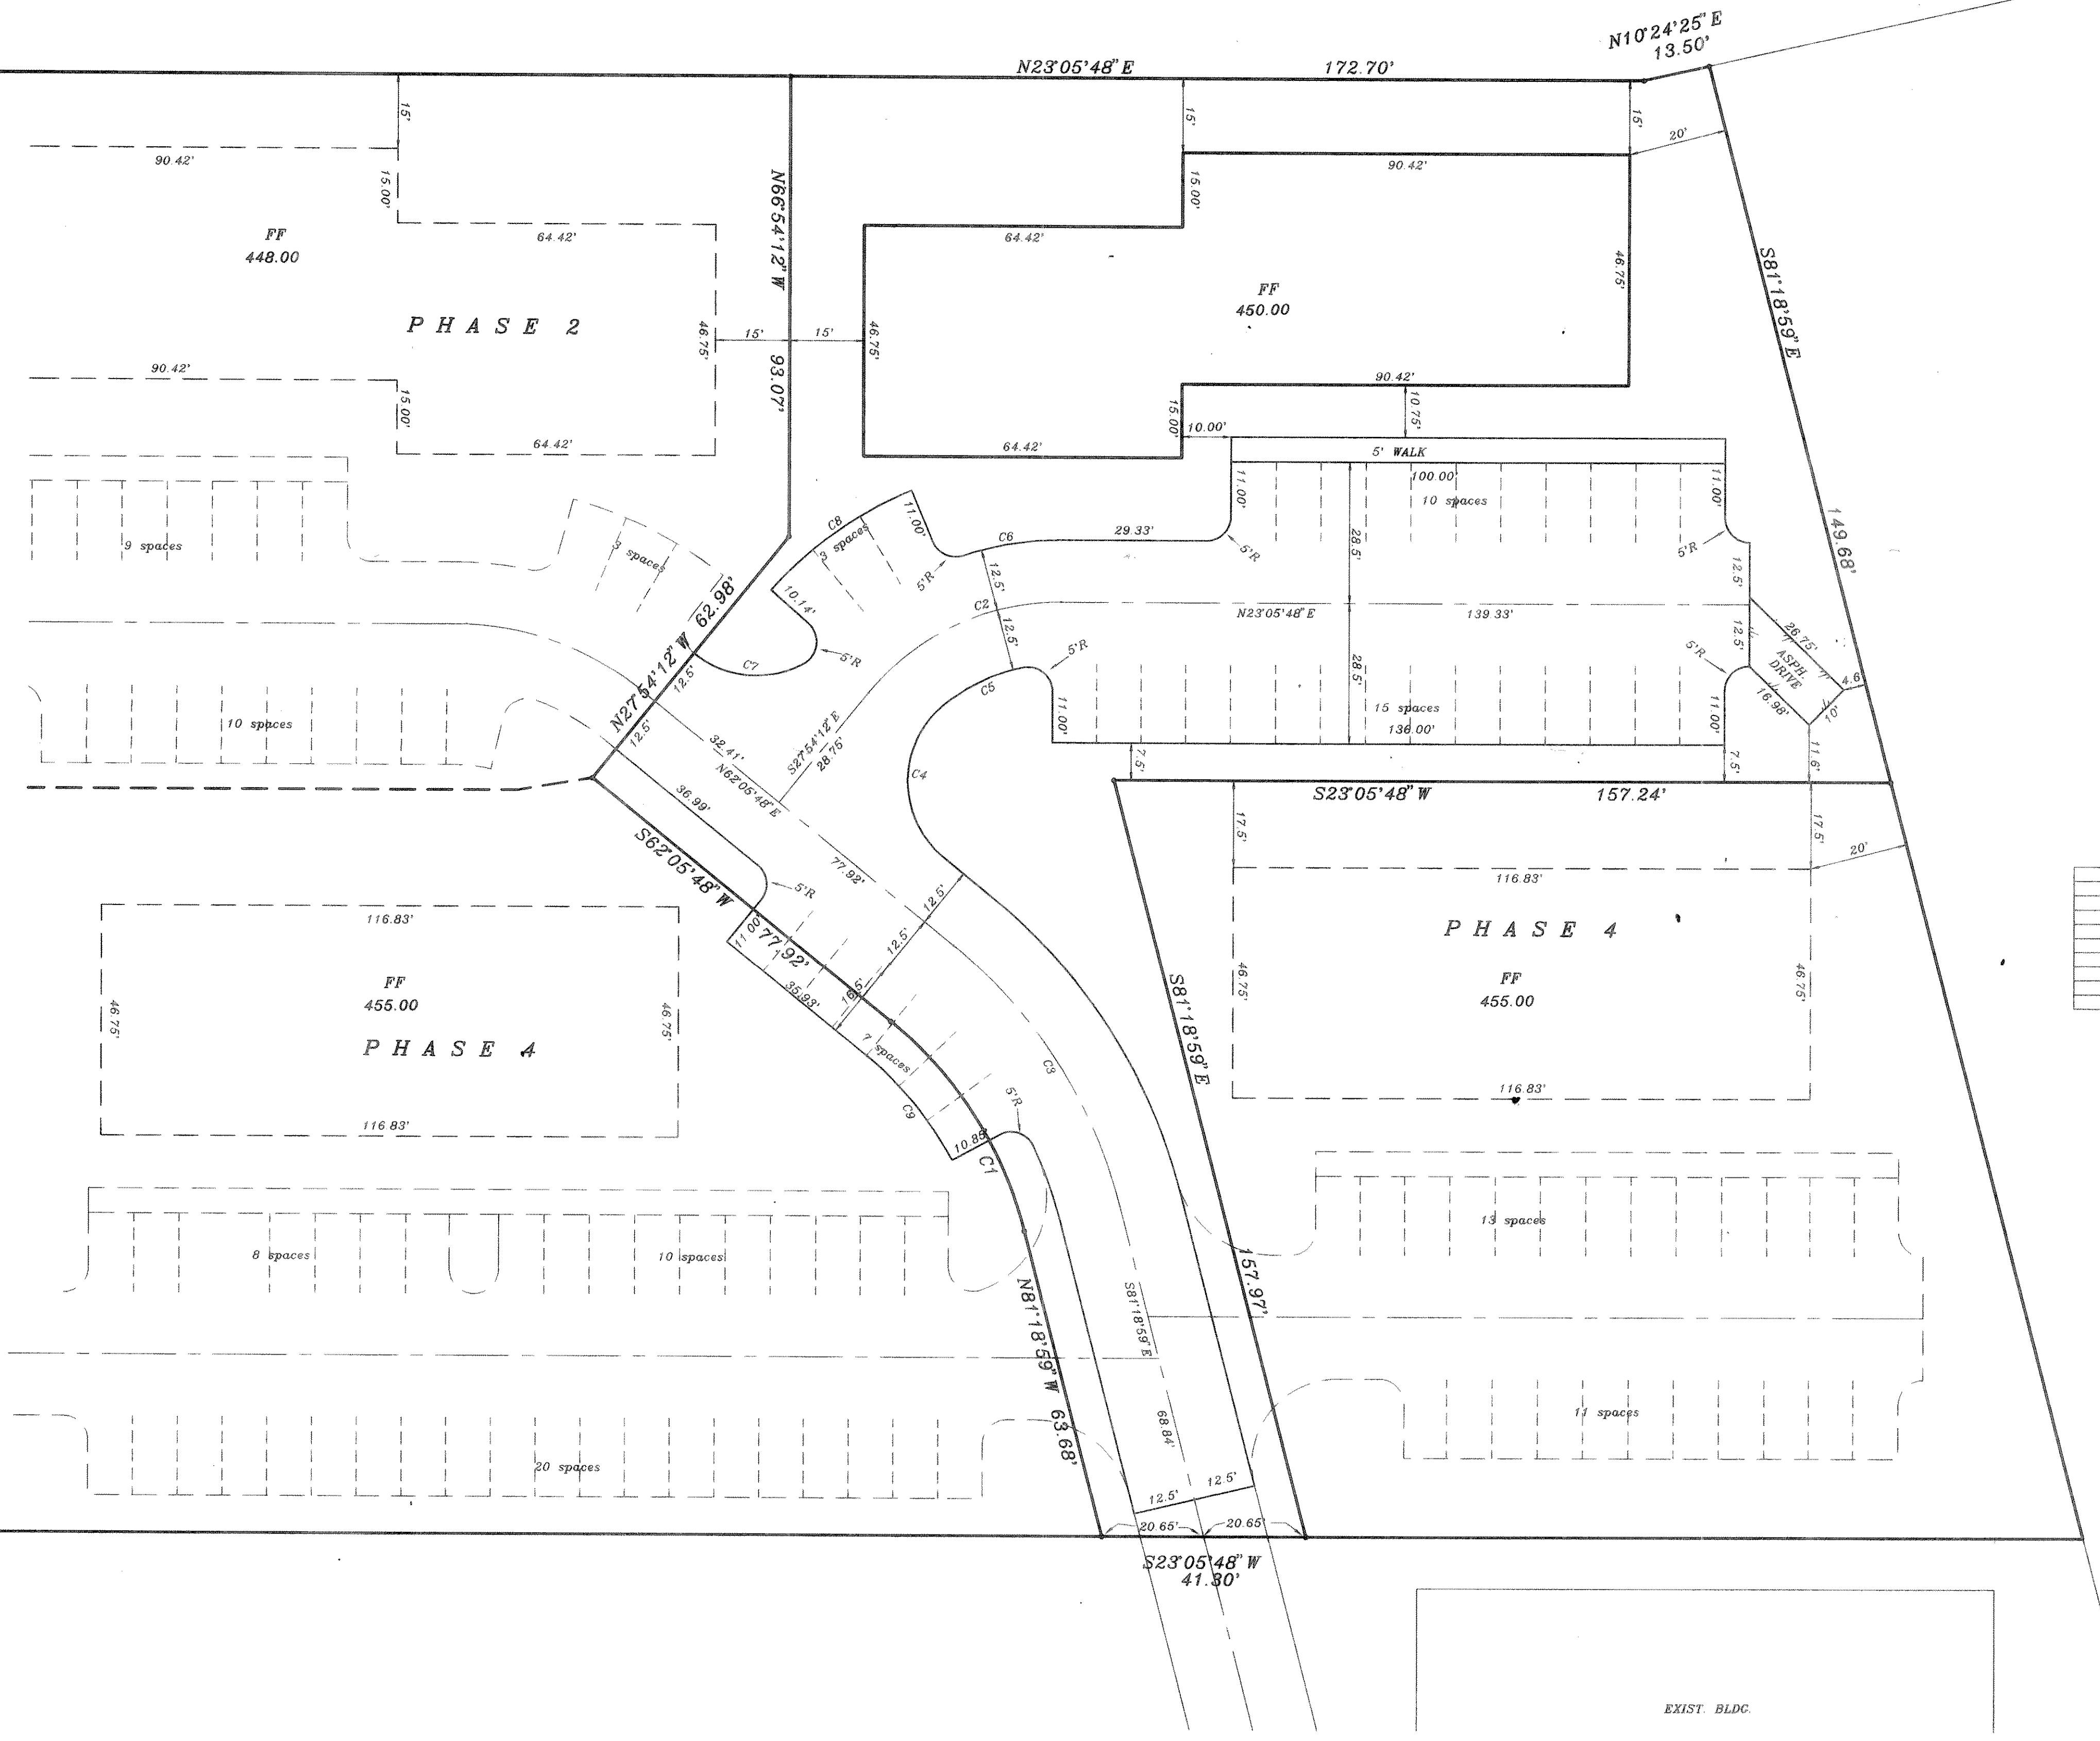 N10°24'25"E
13.50'
N23°05'48"E 172.70'
15'
15'
15'
20'
90.42'
15.00'
90.42'
15.00'
FF
448.00
64.42'
64.42'
N66°54'12"W 93.07'
S81°18'59"E 149.68'
46.75'
FF
450.00
PHASE 2
46.75'
15'
15'
46.75'
90.42'
15.00'
64.42'
90.42'
15.00'
10.00'
64.42'
10.75'
5' WALK
100.00'
10 spaces
11.00'
11.00'
9 spaces
3 spaces
C8
3 spaces
11.00'
C6
29.33'
5'R
5'R
5'R
28.5'
12.5'
12.5'
C2
12.5'
10.14'
N23°05'48"E
139.33'
N27°54'12"W 62.98'
12.5'
12.5'
C7
5'R
5'R
5'R
12.5'
26.75'
ASPH.
DRIVE
16.98'
10'
4.6'
C5
28.5'
10 spaces
11.00'
15 spaces
136.00'
11.00'
S27°54'12"E
28.75'
32.41'
N62°05'48"E
C4
7.5'
7.5'
11.6'
36.99'
S23°05'48"W 157.24'
S62°05'48"W 77.92'
77.92'
5'R
17.5'
17.5'
20'
116.83'
116.83'
12.5'
12.5'
16.5'
11.00'
35.93'
PHASE 4
FF
455.00
46.75'
46.75'
FF
455.00
46.75'
46.75'
PHASE 4
S81°18'59"E 157.97'
7 spaces
C3
C9
5'R
10.85'
C1
116.83'
116.83'
8 spaces
10 spaces
13 spaces
N81°18'59"W 63.68'
S81°18'59"E
68.84'
11 spaces
20 spaces
12.5'
12.5'
20.65'
20.65'
S23°05'48"W
41.30'
EXIST. BLDG.